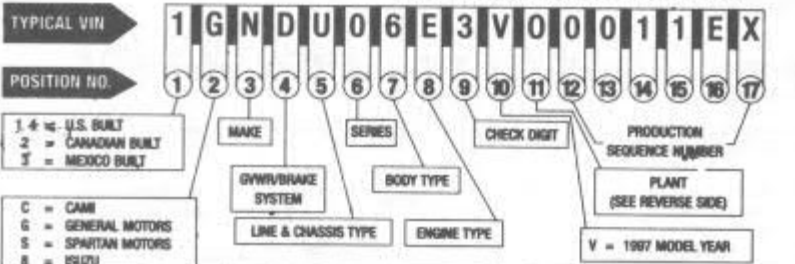 TYPICAL VIN
1 G N D U 0 6 E 3 V 0 0 0 1 1 E X
POSITION NO.
1 2 3 4 5 6 7 8 9 10 11 12 13 14 15 16 17
1 4 = U.S. BUILT
2 = CANADIAN BUILT
3 = MEXICO BUILT
MAKE
SERIES
CHECK DIGIT
PRODUCTION
SEQUENCE NUMBER
GVWR/BRAKE
SYSTEM
BODY TYPE
PLANT
(SEE REVERSE SIDE)
LINE & CHASSIS TYPE
ENGINE TYPE
V = 1997 MODEL YEAR
C = CAMI
G = GENERAL MOTORS
S = SPARTAN MOTORS
8 = ISUZU